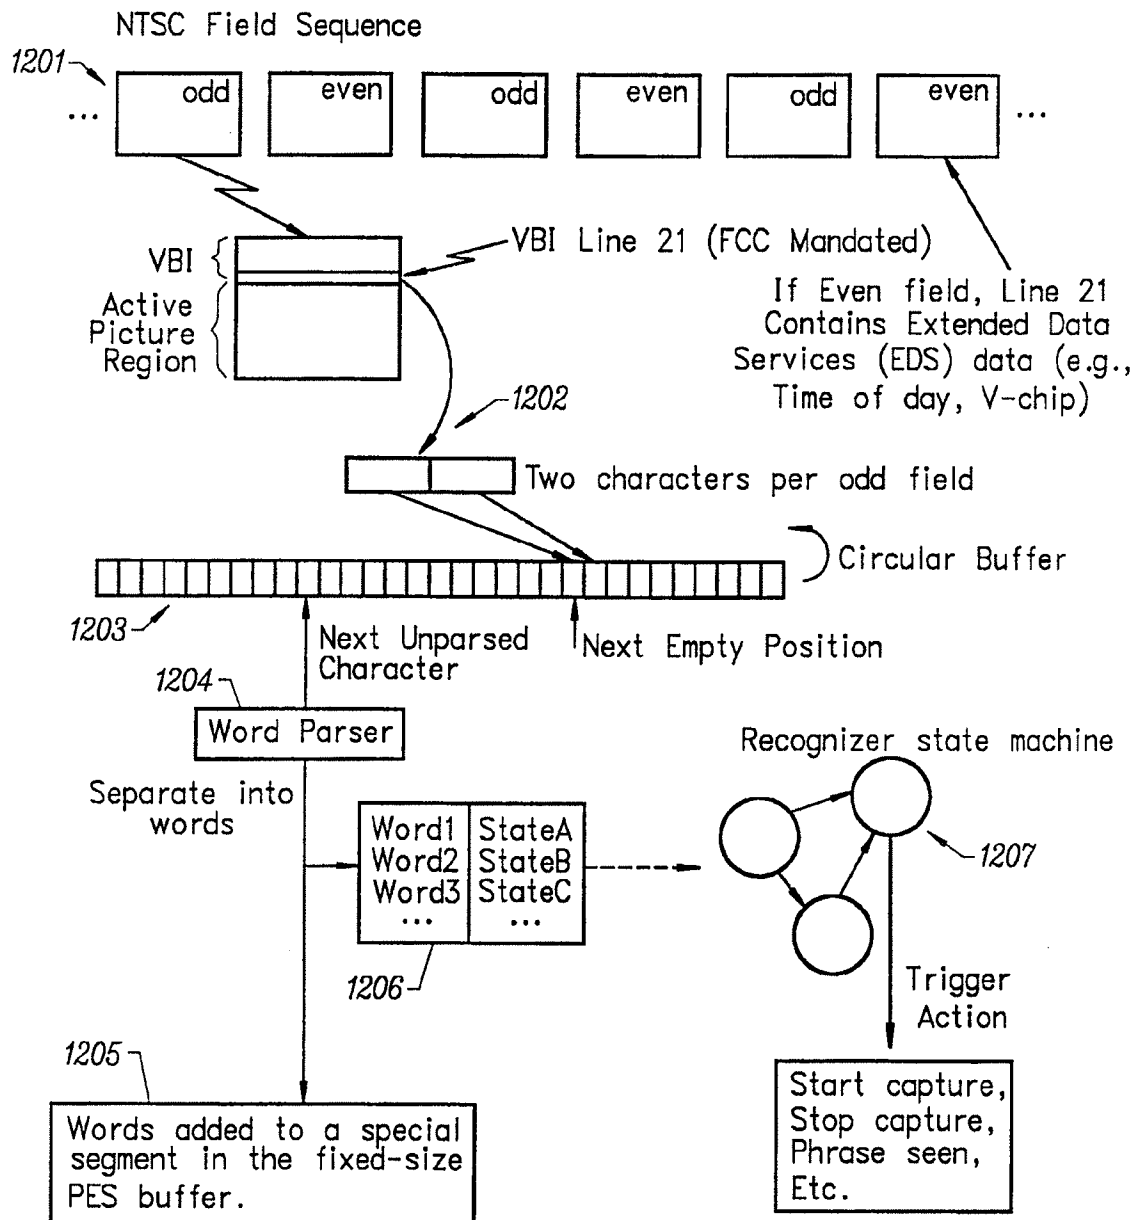 NTSC Field Sequence
1201
... odd even odd even odd even ...
VBI
VBI Line 21 (FCC Mandated)
Active
Picture
Region
If Even field, Line 21
Contains Extended Data
Services (EDS) data (e.g.,
Time of day, V-chip)
1202
Two characters per odd field
Circular Buffer
1203
Next Unparsed
Character
Next Empty Position
1204
Word Parser
Separate into
words
Word1 StateA
Word2 StateB
Word3 StateC
... ...
1206
Recognizer state machine
1207
Trigger
Action
1205
Words added to a special
segment in the fixed-size
PES buffer.
Start capture,
Stop capture,
Phrase seen,
Etc.